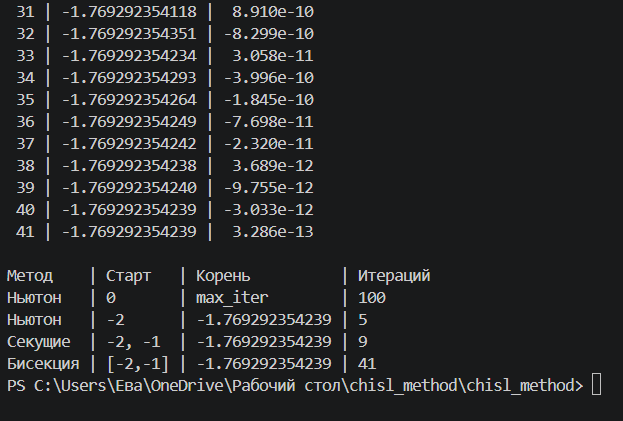 31 | -1.769292354118 |  8.910e-10
32 | -1.769292354351 | -8.299e-10
33 | -1.769292354234 |  3.058e-11
34 | -1.769292354293 | -3.996e-10
35 | -1.769292354264 | -1.845e-10
36 | -1.769292354249 | -7.698e-11
37 | -1.769292354242 | -2.320e-11
38 | -1.769292354238 |  3.689e-12
39 | -1.769292354240 | -9.755e-12
40 | -1.769292354239 | -3.033e-12
41 | -1.769292354239 |  3.286e-13
Метод | Старт | Корень | Итераций
Ньютон | 0 | max_iter | 100
Ньютон | -2 | -1.769292354239 | 5
Секущие | -2, -1 | -1.769292354239 | 9
Бисекция | [-2,-1] | -1.769292354239 | 41
PS C:\Users\Ева\OneDrive\Рабочий стол\chisl_method\chisl_method>